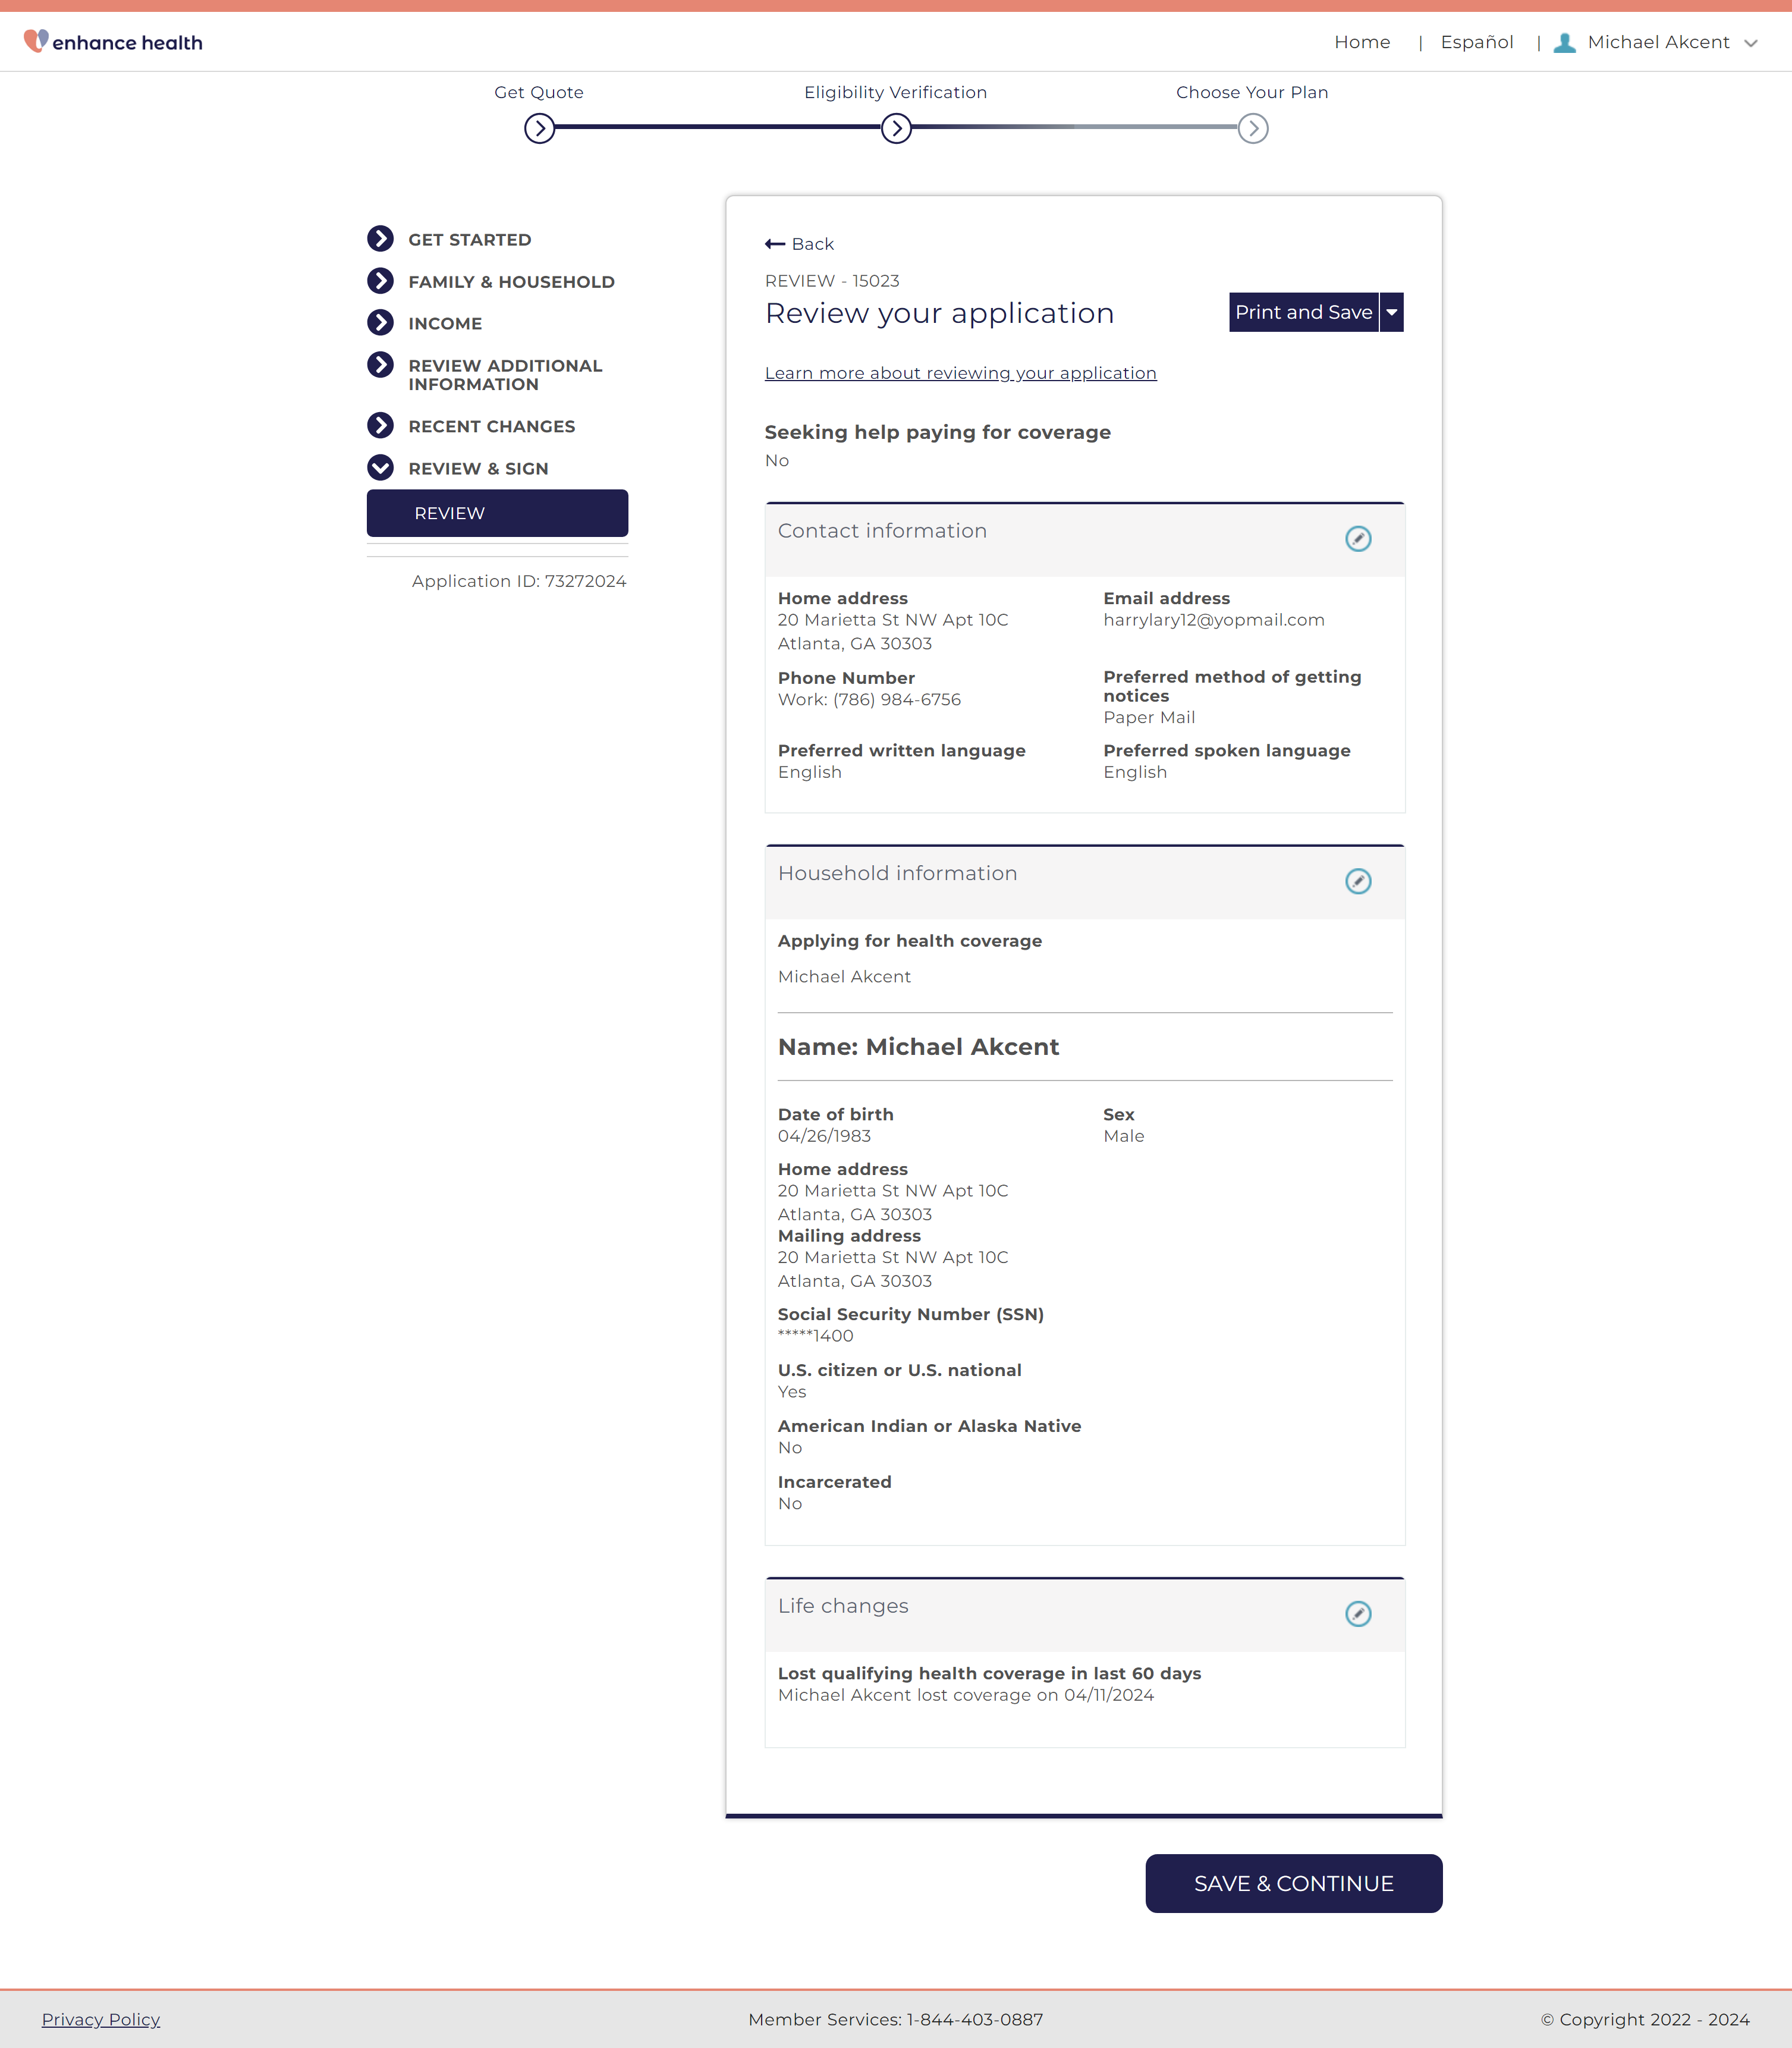 enhance health
Home | Español | Michael Akcent
Get Quote
Eligibility Verification
Choose Your Plan
GET STARTED
FAMILY & HOUSEHOLD
INCOME
REVIEW ADDITIONAL
INFORMATION
RECENT CHANGES
REVIEW & SIGN
REVIEW
Application ID: 73272024
Back
REVIEW - 15023
Review your application
Print and Save
Learn more about reviewing your application
Seeking help paying for coverage
No
Contact information
Home address
20 Marietta St NW Apt 10C
Atlanta, GA 30303
Email address
harrylary12@yopmail.com
Phone Number
Work: (786) 984-6756
Preferred method of getting
notices
Paper Mail
Preferred written language
English
Preferred spoken language
English
Household information
Applying for health coverage
Michael Akcent
Name: Michael Akcent
Date of birth
04/26/1983
Sex
Male
Home address
20 Marietta St NW Apt 10C
Atlanta, GA 30303
Mailing address
20 Marietta St NW Apt 10C
Atlanta, GA 30303
Social Security Number (SSN)
*****1400
U.S. citizen or U.S. national
Yes
American Indian or Alaska Native
No
Incarcerated
No
Life changes
Lost qualifying health coverage in last 60 days
Michael Akcent lost coverage on 04/11/2024
SAVE & CONTINUE
Privacy Policy
Member Services: 1-844-403-0887
© Copyright 2022 - 2024